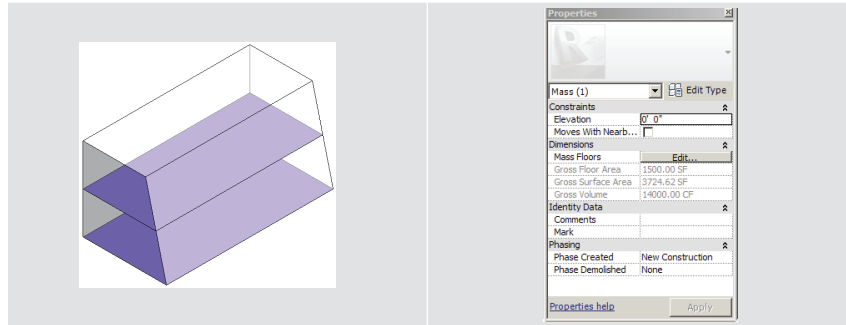 Properties
Mass (1)
Edit Type
Constraints
Elevation 0' 0"
Moves With Nearb...
Dimensions
Mass Floors Edit...
Gross Floor Area 1500.00 SF
Gross Surface Area 3724.62 SF
Gross Volume 14000.00 CF
Identity Data
Comments
Mark
Phasing
Phase Created New Construction
Phase Demolished None
Properties help Apply